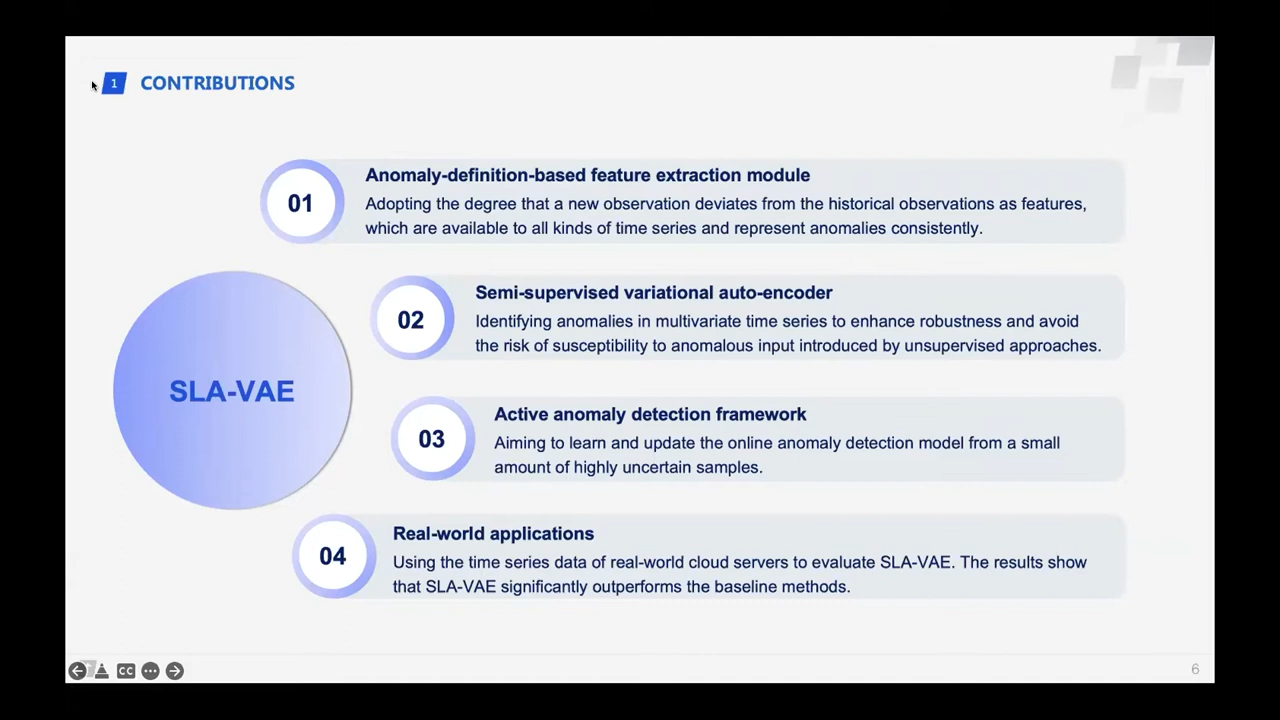 1 CONTRIBUTIONS
01
Anomaly-definition-based feature extraction module
Adopting the degree that a new observation deviates from the historical observations as features,
which are available to all kinds of time series and represent anomalies consistently.
02
Semi-supervised variational auto-encoder
Identifying anomalies in multivariate time series to enhance robustness and avoid
the risk of susceptibility to anomalous input introduced by unsupervised approaches.
SLA-VAE
03
Active anomaly detection framework
Aiming to learn and update the online anomaly detection model from a small
amount of highly uncertain samples.
04
Real-world applications
Using the time series data of real-world cloud servers to evaluate SLA-VAE. The results show
that SLA-VAE significantly outperforms the baseline methods.
CC
6